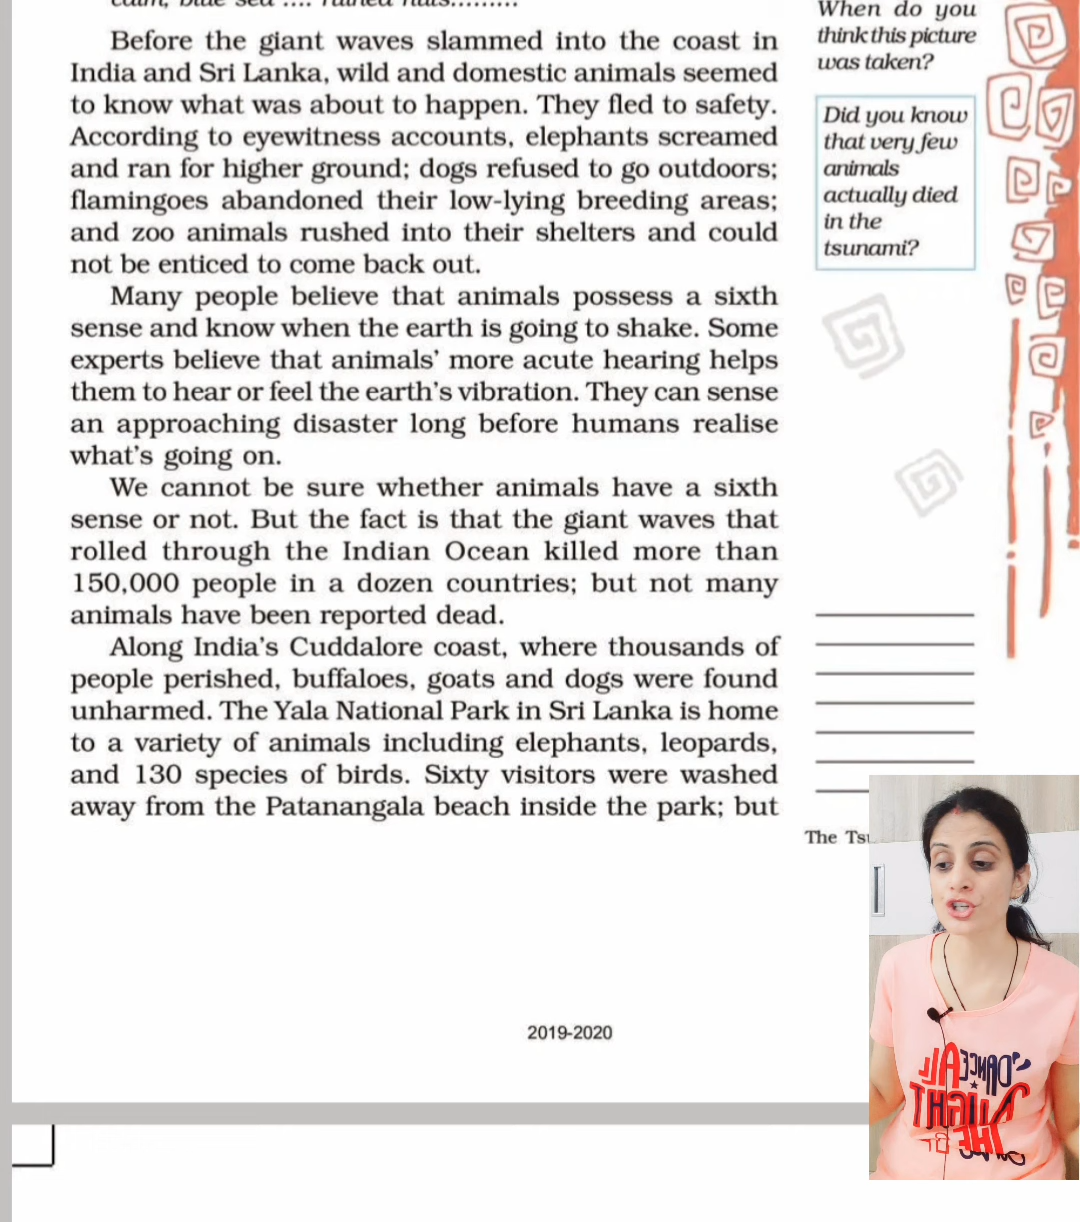 calm, blue sea .... ruined huts.........
Before the giant waves slammed into the coast in
India and Sri Lanka, wild and domestic animals seemed
to know what was about to happen. They fled to safety.
According to eyewitness accounts, elephants screamed
and ran for higher ground; dogs refused to go outdoors;
flamingoes abandoned their low-lying breeding areas;
and zoo animals rushed into their shelters and could
not be enticed to come back out.
Many people believe that animals possess a sixth
sense and know when the earth is going to shake. Some
experts believe that animals’ more acute hearing helps
them to hear or feel the earth’s vibration. They can sense
an approaching disaster long before humans realise
what’s going on.
We cannot be sure whether animals have a sixth
sense or not. But the fact is that the giant waves that
rolled through the Indian Ocean killed more than
150,000 people in a dozen countries; but not many
animals have been reported dead.
Along India’s Cuddalore coast, where thousands of
people perished, buffaloes, goats and dogs were found
unharmed. The Yala National Park in Sri Lanka is home
to a variety of animals including elephants, leopards,
and 130 species of birds. Sixty visitors were washed
away from the Patanangala beach inside the park; but
When do you
think this picture
was taken?
Did you know
that very few
animals
actually died
in the
tsunami?
The
2019-2020
DANCE
ALL
THE
NIGHT